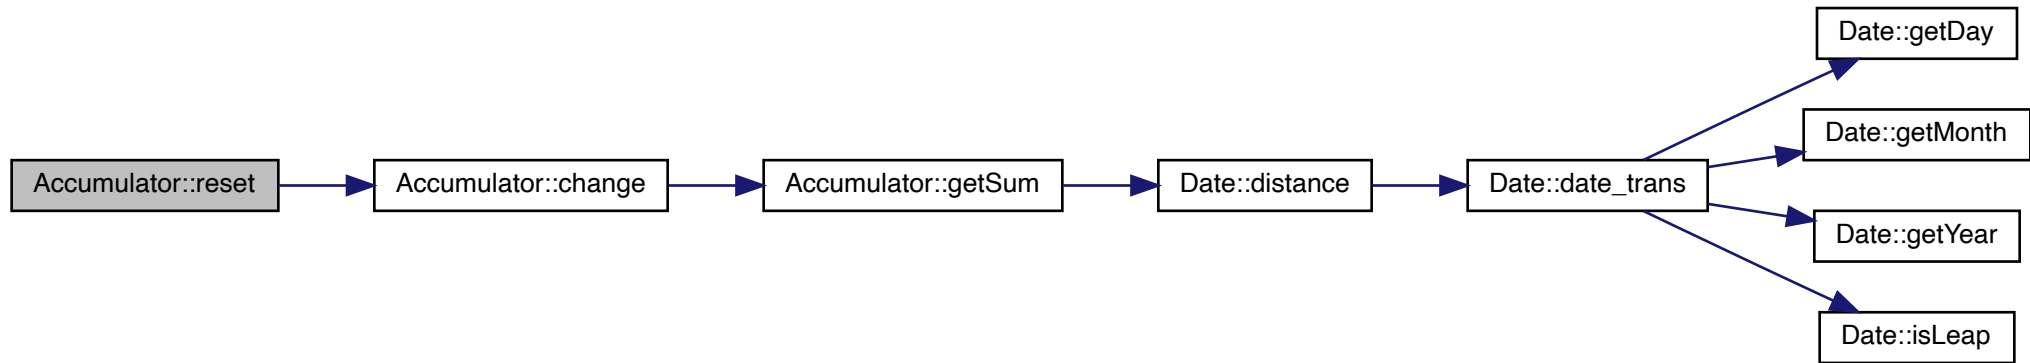 Accumulator::reset
Accumulator::change
Accumulator::getSum
Date::distance
Date::date_trans
Date::getDay
Date::getMonth
Date::getYear
Date::isLeap